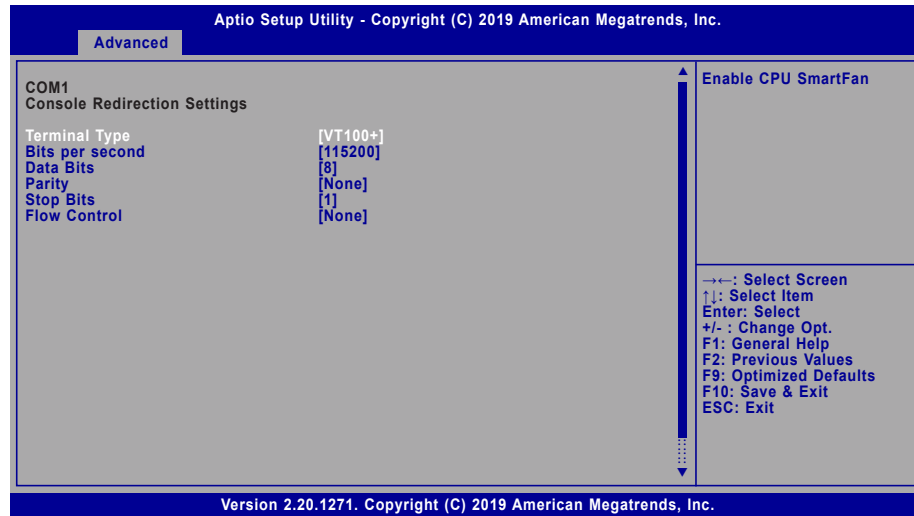 Aptio Setup Utility - Copyright (C) 2019 American Megatrends, Inc.
Advanced
COM1
Console Redirection Settings
Terminal Type [VT100+]
Bits per second [115200]
Data Bits [8]
Parity [None]
Stop Bits [1]
Flow Control [None]
Enable CPU SmartFan
→←: Select Screen
↑↓: Select Item
Enter: Select
+/- : Change Opt.
F1: General Help
F2: Previous Values
F9: Optimized Defaults
F10: Save & Exit
ESC: Exit
Version 2.20.1271. Copyright (C) 2019 American Megatrends, Inc.